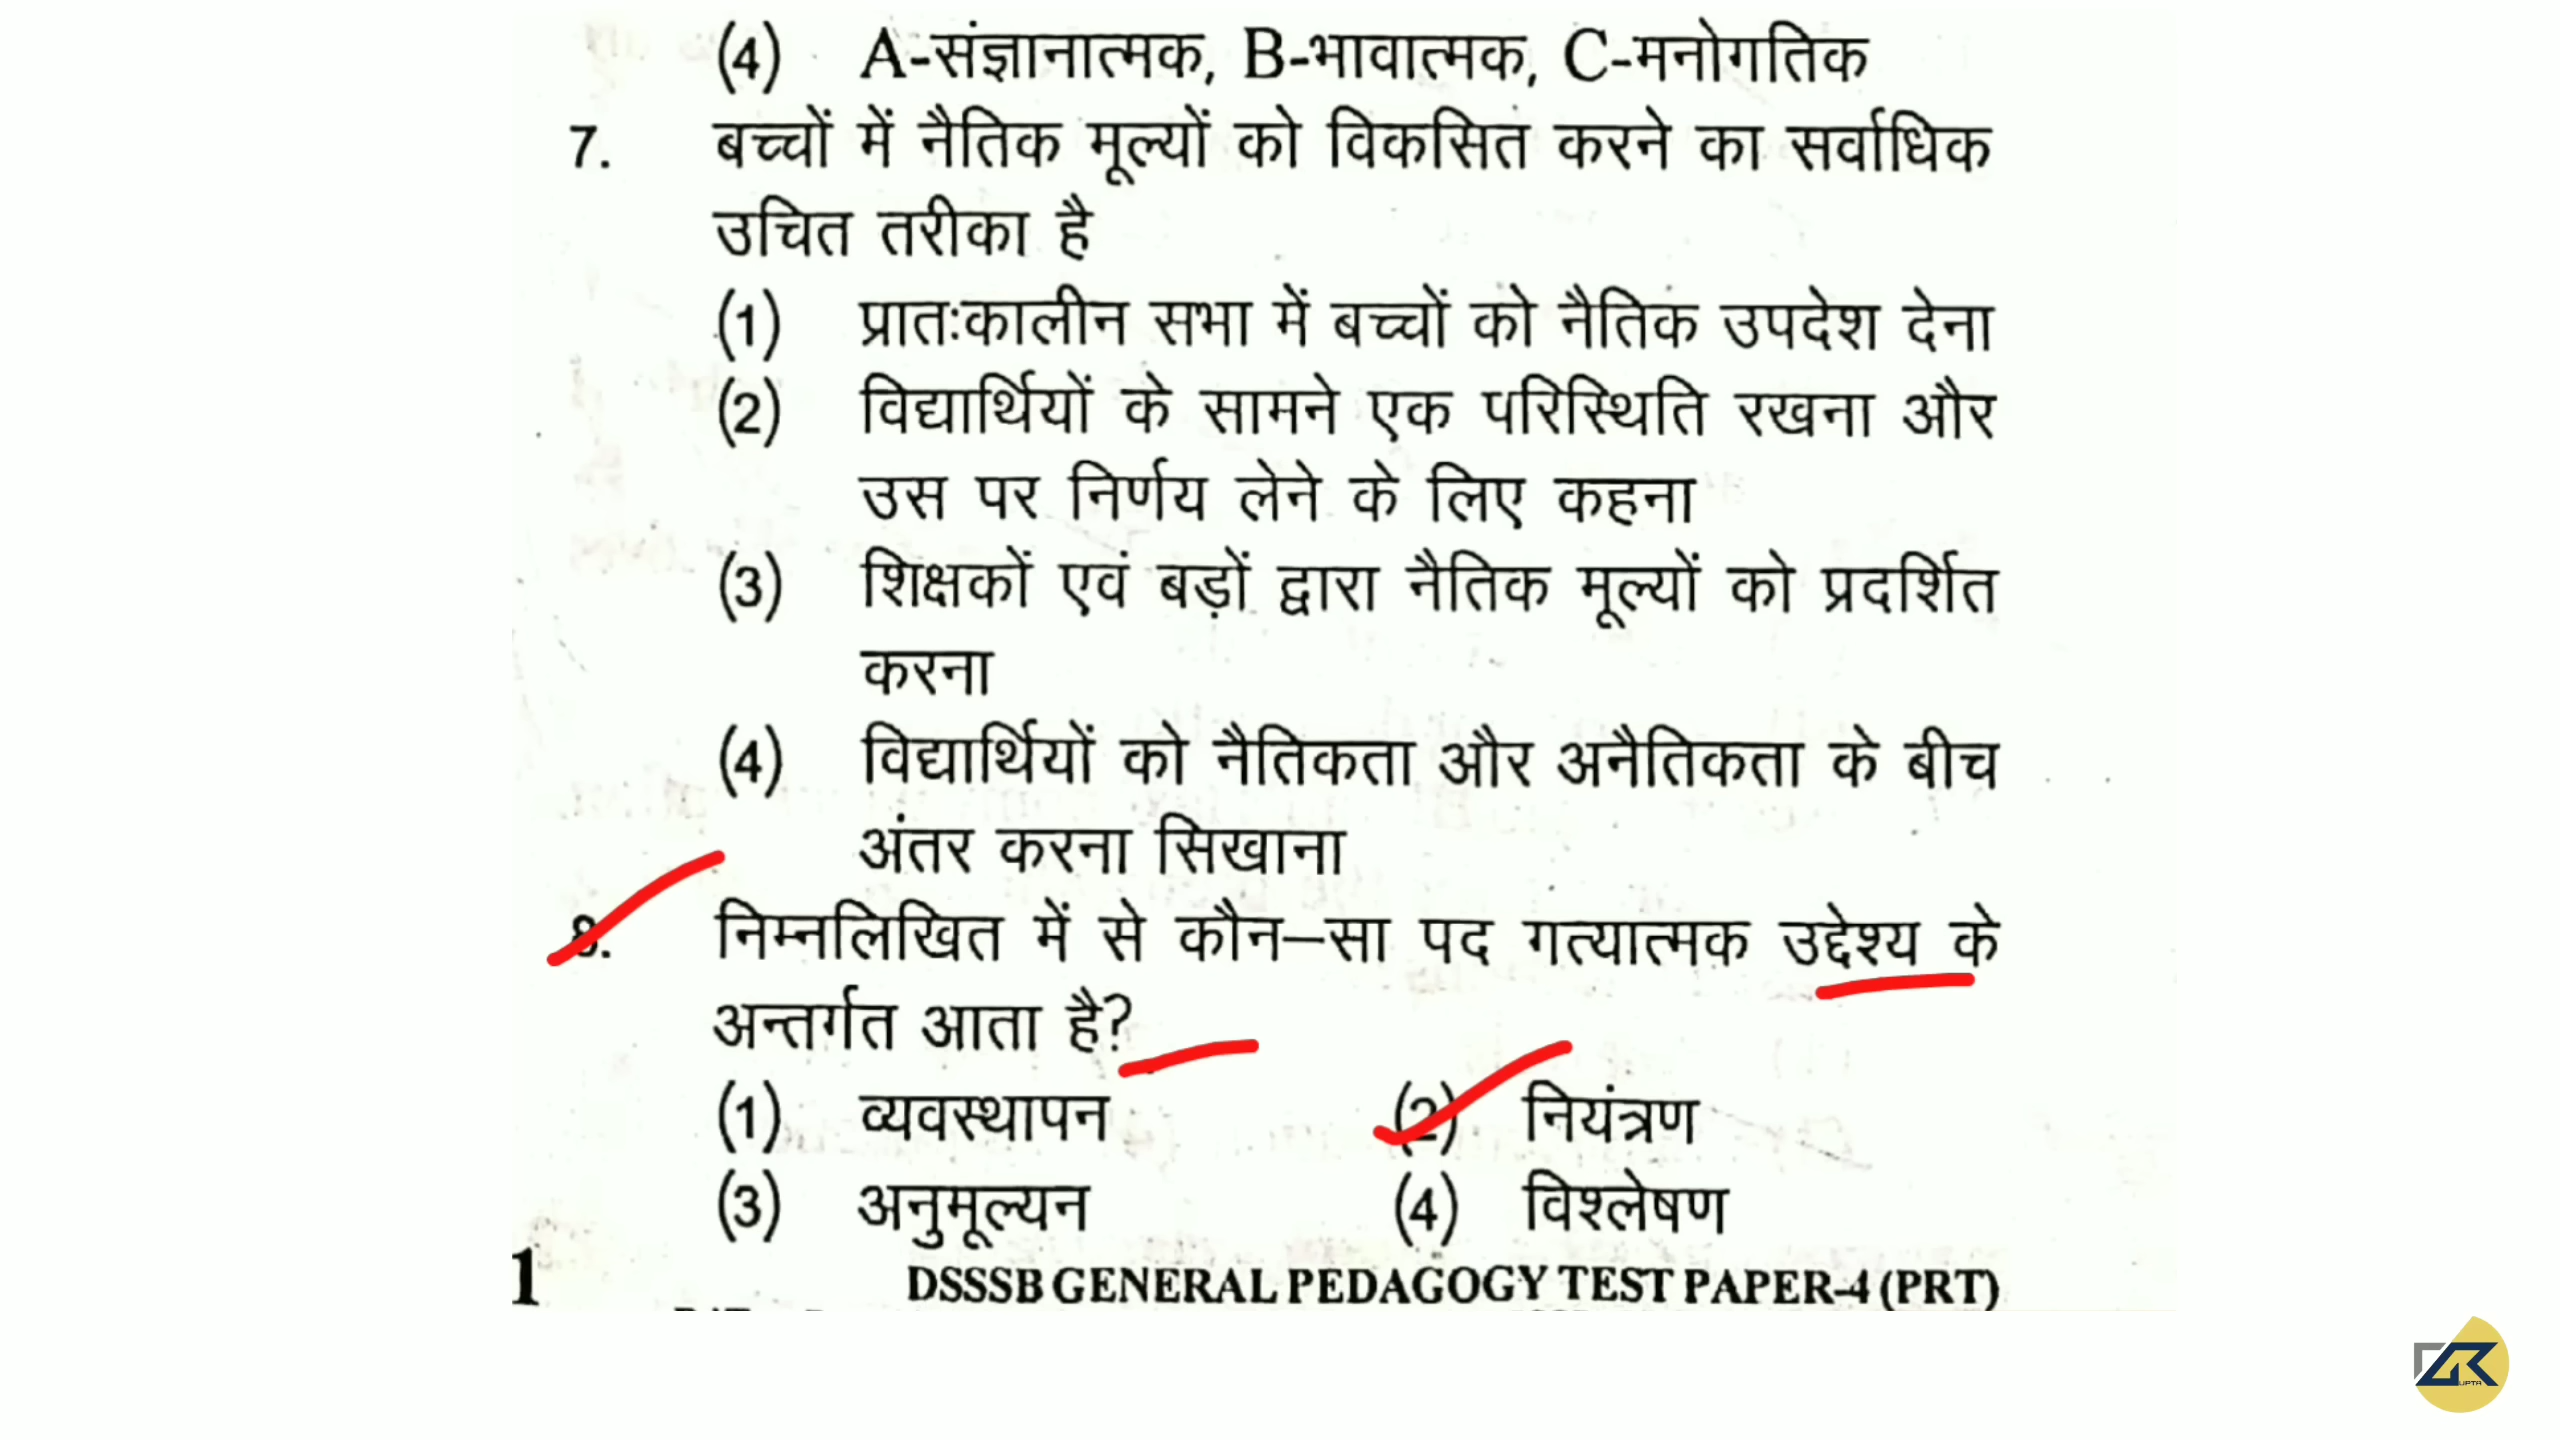 (4) A-संज्ञानात्मक, B-भावात्मक, C-मनोगतिक
7. बच्चों में नैतिक मूल्यों को विकसित करने का सर्वाधिक
उचित तरीका है
(1) प्रातःकालीन सभा में बच्चों को नैतिक उपदेश देना
(2) विद्यार्थियों के सामने एक परिस्थिति रखना और
उस पर निर्णय लेने के लिए कहना
(3) शिक्षकों एवं बड़ों द्वारा नैतिक मूल्यों को प्रदर्शित
करना
(4) विद्यार्थियों को नैतिकता और अनैतिकता के बीच
अंतर करना सिखाना
8. निम्नलिखित में से कौन-सा पद गत्यात्मक उद्देश्य के
अन्तर्गत आता है?
(1) व्यवस्थापन (2) नियंत्रण
(3) अनुमूल्यन (4) विश्लेषण
1 DSSSB GENERAL PEDAGOGY TEST PAPER-4 (PRT)